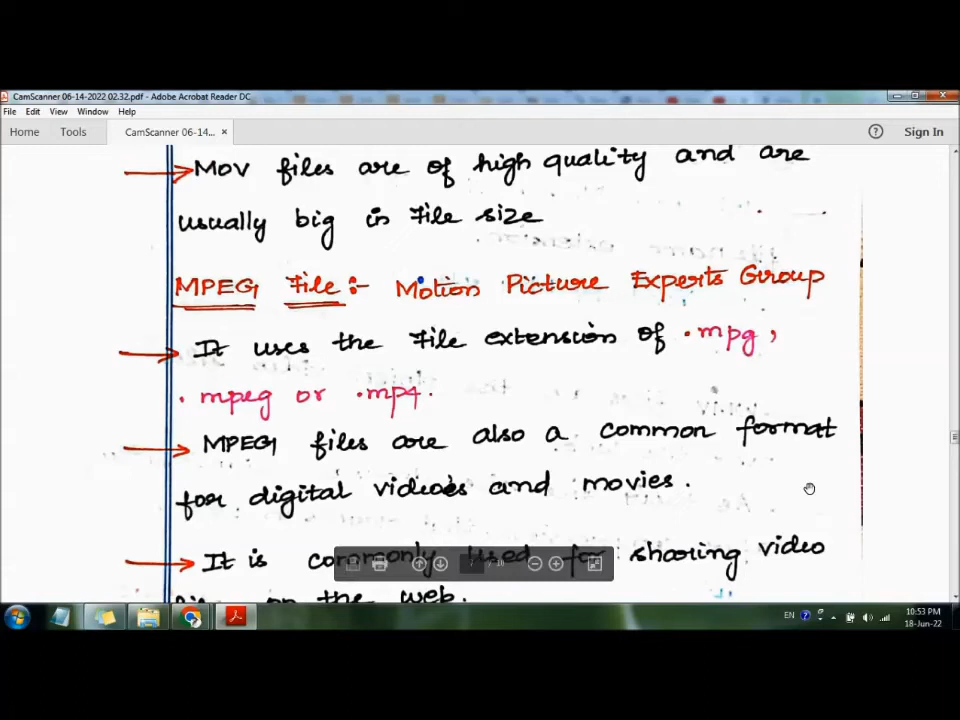 CamScanner 06-14-2022 02.32.pdf - Adobe Acrobat Reader DC
File Edit View Window Help
Home Tools CamScanner 06-14... × ? Sign In
Mov files are of high quality and are
usually big in File size
MPEG File :- Motion Picture Experts Group
It uses the File extension of .mpg,
.mpeg or .mp4.
MPEG files are also a common format
for digital videos and movies.
It is commonly used for sharing video
on the web.
7 / 10
EN 10:53 PM
18-Jun-22